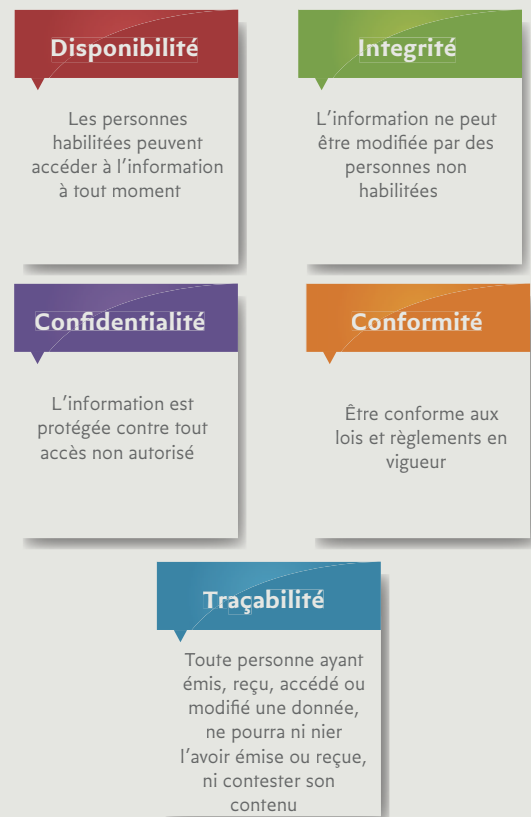 Disponibilité
Les personnes
habilitées peuvent
accéder à l’information
à tout moment
Integrité
L’information ne peut
être modifiée par des
personnes non
habilitées
Confidentialité
L’information est
protégée contre tout
accès non autorisé
Conformité
Être conforme aux
lois et règlements en
vigueur
Traçabilité
Toute personne ayant
émis, reçu, accédé ou
modifié une donnée,
ne pourra ni nier
l’avoir émise ou reçue,
ni contester son
contenu